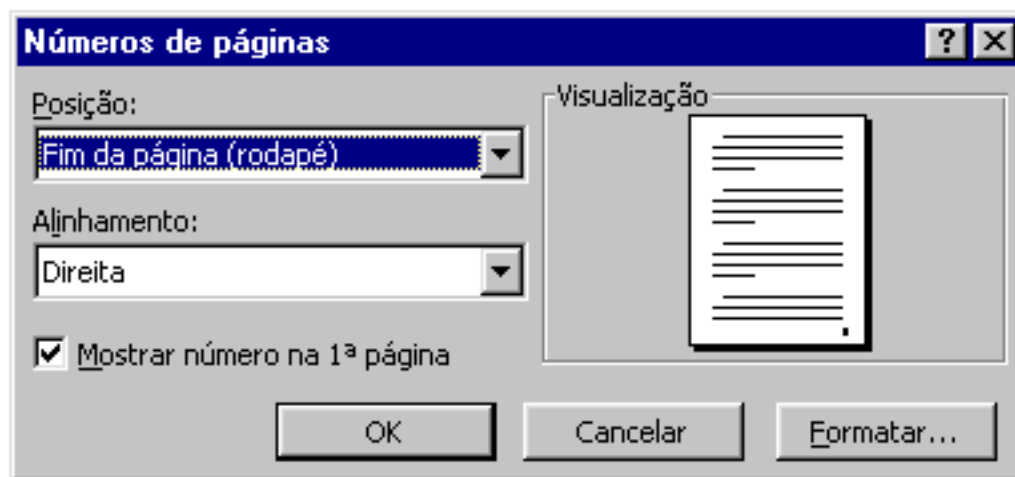 Números de páginas
Posição:
Fim da página (rodapé)
Alinhamento:
Direita
Mostrar número na 1ª página
Visualização
OK
Cancelar
Formatar...